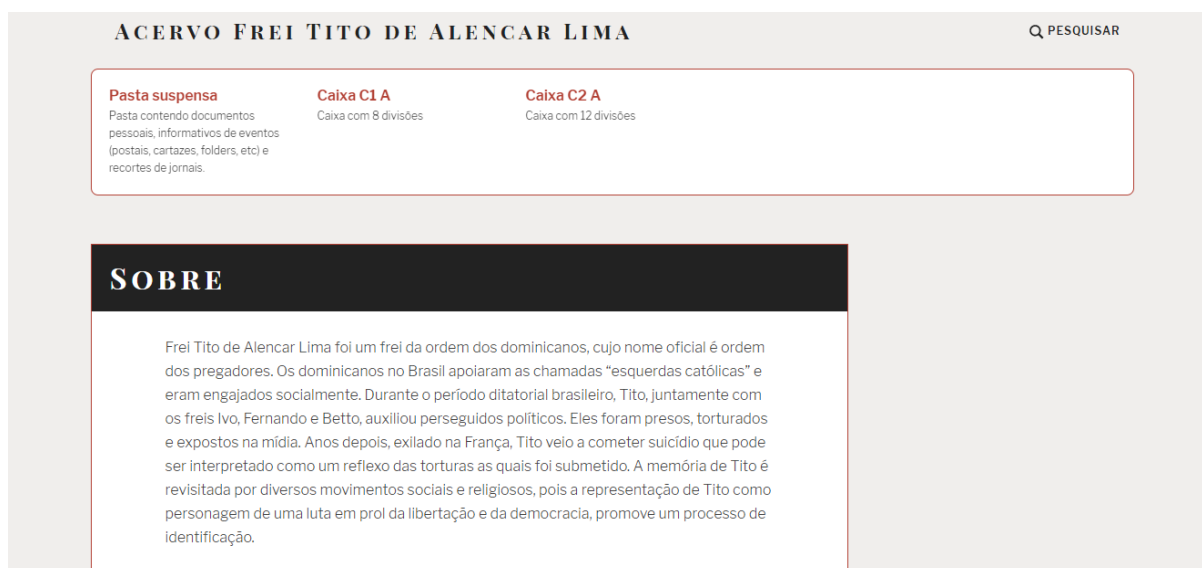 ACERVO FREI TITO DE ALENCAR LIMA
PESQUISAR
Pasta suspensa
Pasta contendo documentos
pessoais, informativos de eventos
(postais, cartazes, folders, etc) e
recortes de jornais.
Caixa C1 A
Caixa com 8 divisões
Caixa C2 A
Caixa com 12 divisões
SOBRE
Frei Tito de Alencar Lima foi um frei da ordem dos dominicanos, cujo nome oficial é ordem
dos pregadores. Os dominicanos no Brasil apoiaram as chamadas “esquerdas católicas” e
eram engajados socialmente. Durante o período ditatorial brasileiro, Tito, juntamente com
os freis Ivo, Fernando e Betto, auxiliou perseguidos políticos. Eles foram presos, torturados
e expostos na mídia. Anos depois, exilado na França, Tito veio a cometer suicídio que pode
ser interpretado como um reflexo das torturas as quais foi submetido. A memória de Tito é
revisitada por diversos movimentos sociais e religiosos, pois a representação de Tito como
personagem de uma luta em prol da libertação e da democracia, promove um processo de
identificação.